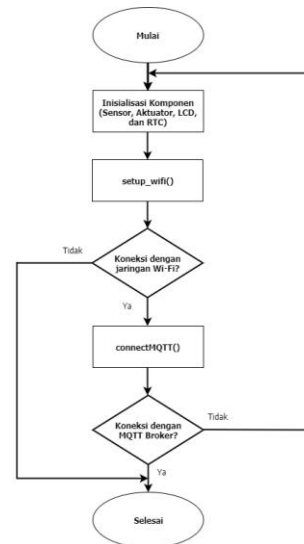 Mulai
Inisialisasi Komponen
(Sensor, Aktuator, LCD,
dan RTC)
setup_wifi()
Tidak
Koneksi dengan
jaringan Wi-Fi?
Ya
connectMQTT()
Koneksi dengan
MQTT Broker?
Tidak
Ya
Selesai